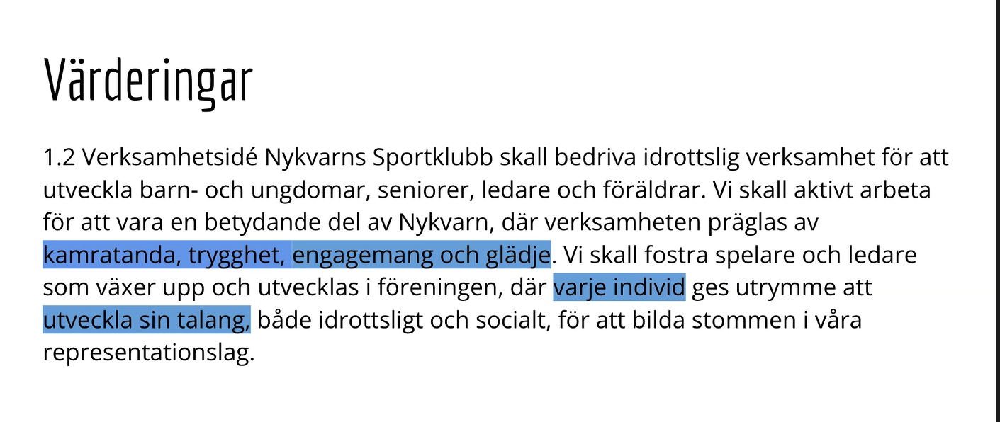 Värderingar
1.2 Verksamhetsidé Nykvarns Sportklubb skall bedriva idrottslig verksamhet för att
utveckla barn- och ungdomar, seniorer, ledare och föräldrar. Vi skall aktivt arbeta
för att vara en betydande del av Nykvarn, där verksamheten präglas av
kamratanda, trygghet, engagemang och glädje. Vi skall fostra spelare och ledare
som växer upp och utvecklas i föreningen, där varje individ ges utrymme att
utveckla sin talang, både idrottsligt och socialt, för att bilda stommen i våra
representationslag.